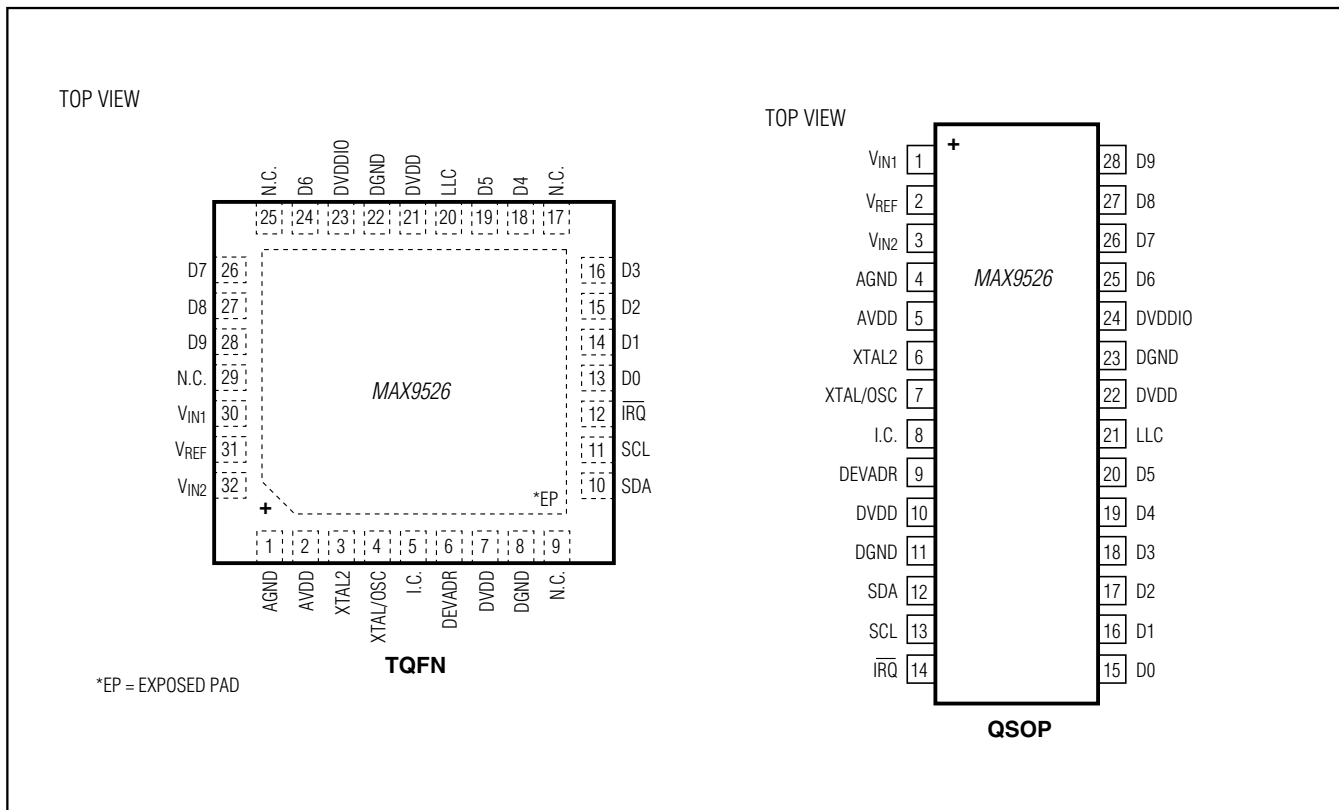 TOP VIEW
N.C.
D6
DVDDIO
DGND
DVDD
LLC
D5
D4
N.C.
25 24 23 22 21 20 19 18 17
D7 26
D8 27
D9 28
N.C. 29
VIN1 30
VREF 31
VIN2 32
16 D3
15 D2
14 D1
13 D0
12 IRQ
11 SCL
10 SDA
MAX9526
*EP
+
1 2 3 4 5 6 7 8 9
AGND
AVDD
XTAL2
XTAL/OSC
I.C.
DEVADR
DVDD
DGND
N.C.
TQFN
*EP = EXPOSED PAD
TOP VIEW
+
MAX9526
VIN1 1
VREF 2
VIN2 3
AGND 4
AVDD 5
XTAL2 6
XTAL/OSC 7
I.C. 8
DEVADR 9
DVDD 10
DGND 11
SDA 12
SCL 13
IRQ 14
28 D9
27 D8
26 D7
25 D6
24 DVDDIO
23 DGND
22 DVDD
21 LLC
20 D5
19 D4
18 D3
17 D2
16 D1
15 D0
QSOP